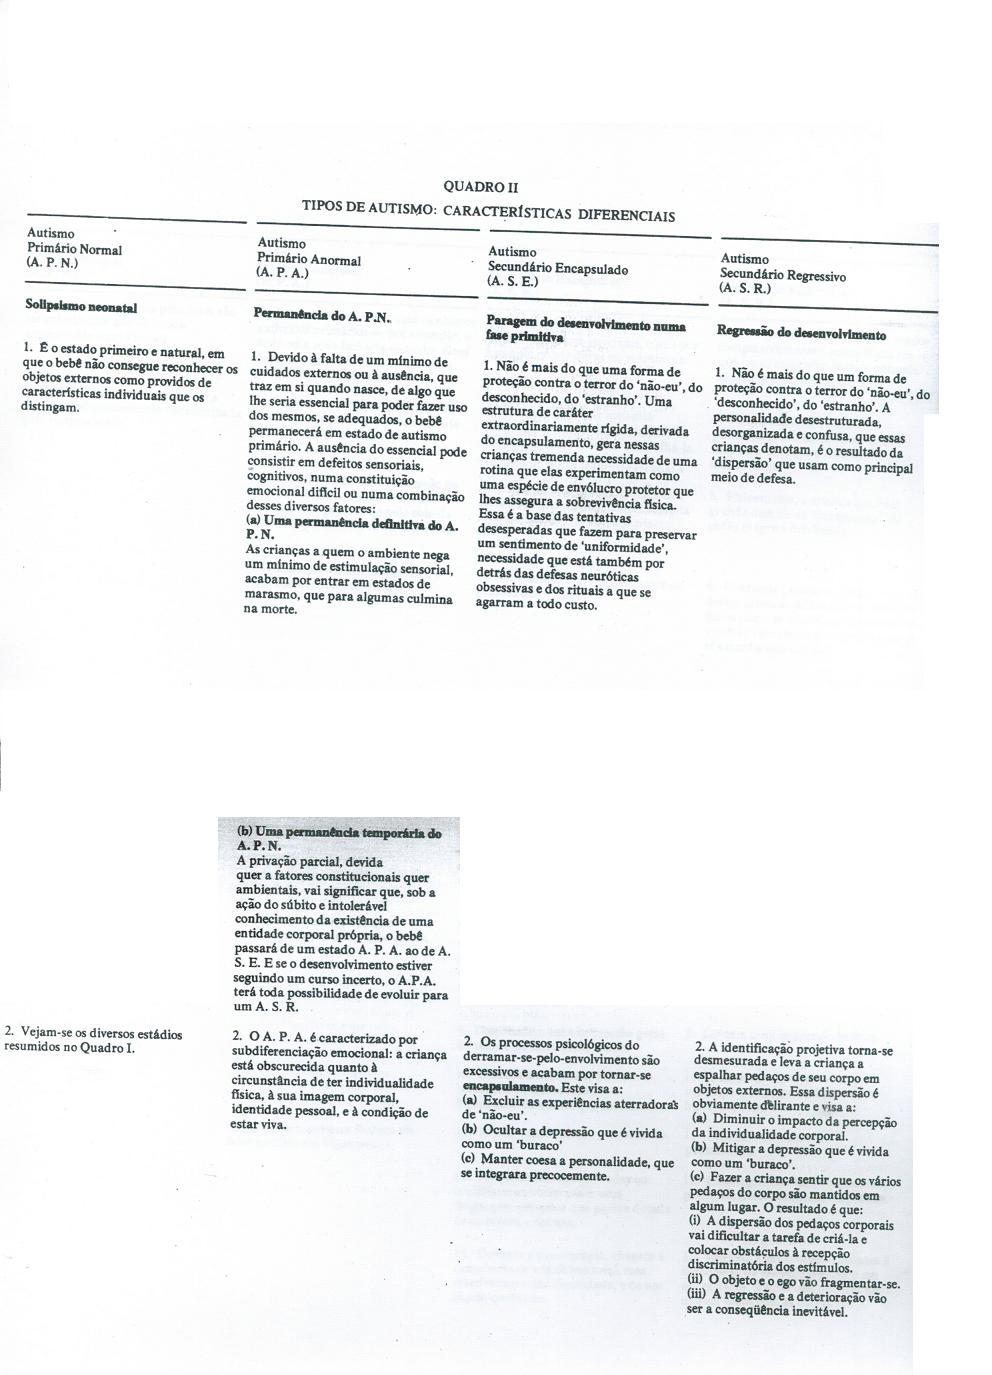 QUADRO II
TIPOS DE AUTISMO: CARACTERÍSTICAS DIFERENCIAIS
Autismo
Primário Normal
(A. P. N.)
Solipsismo neonatal
1. É o estado primeiro e natural, em
que o bebê não consegue reconhecer os
objetos externos como providos de
características individuais que os
distingam.
Autismo
Primário Anormal
(A. P. A.)
Permanência do A. P.N.
1. Devido à falta de um mínimo de
cuidados externos ou à ausência, que
traz em si quando nasce, de algo que
lhe seria essencial para poder fazer uso
dos mesmos, se adequados, o bebê
permanecerá em estado de autismo
primário. A ausência do essencial pode
consistir em defeitos sensoriais,
cognitivos, numa constituição
emocional difícil ou numa combinação
desses diversos fatores:
(a) Uma permanência definitiva do A.
P. N.
As crianças a quem o ambiente nega
um mínimo de estimulação sensorial,
acabam por entrar em estados de
marasmo, que para algumas culmina
na morte.
Autismo
Secundário Encapsulado
(A. S. E.)
Paragem do desenvolvimento numa
fase primitiva
1. Não é mais do que uma forma de
proteção contra o terror do 'não-eu', do
desconhecido, do 'estranho'. Uma
estrutura de caráter
extraordinariamente rígida, derivada
do encapsulamento, gera nessas
crianças tremenda necessidade de uma
rotina que elas experimentam como
uma espécie de envólucro protetor que
lhes assegura a sobrevivência física.
Essa é a base das tentativas
desesperadas que fazem para preservar
um sentimento de 'uniformidade',
necessidade que está também por
detrás das defesas neuróticas
obsessivas e dos rituais a que se
agarram a todo custo.
Autismo
Secundário Regressivo
(A. S. R.)
Regressão do desenvolvimento
1. Não é mais do que um forma de
proteção contra o terror do 'não-eu', do
'desconhecido', do 'estranho'. A
personalidade desestruturada,
desorganizada e confusa, que essas
crianças denotam, é o resultado da
'dispersão' que usam como principal
meio de defesa.
(b) Uma permanência temporária do
A. P. N.
A privação parcial, devida
quer a fatores constitucionais quer
ambientais, vai significar que, sob a
ação do súbito e intolerável
conhecimento da existência de uma
entidade corporal própria, o bebê
passará de um estado A. P. A. ao de A.
S. E. E se o desenvolvimento estiver
seguindo um curso incerto, o A.P.A.
terá toda possibilidade de evoluir para
um A. S. R.
2. Vejam-se os diversos estádios
resumidos no Quadro I.
2. O A. P. A. é caracterizado por
subdiferenciação emocional: a criança
está obscurecida quanto à
circunstância de ter individualidade
física, à sua imagem corporal,
identidade pessoal, e à condição de
estar viva.
2. Os processos psicológicos do
derramar-se-pelo-envolvimento são
excessivos e acabam por tornar-se
encapsulamento. Este visa a:
(a) Excluir as experiências aterradoras
de 'não-eu'.
(b) Ocultar a depressão que é vivida
como um 'buraco'
(c) Manter coesa a personalidade, que
se integrara precocemente.
2. A identificação projetiva torna-se
desmesurada e leva a criança a
espalhar pedaços de seu corpo em
objetos externos. Essa dispersão é
obviamente delirante e visa a:
(a) Diminuir o impacto da percepção
da individualidade corporal.
(b) Mitigar a depressão que é vivida
como um 'buraco'.
(c) Fazer a criança sentir que os vários
pedaços do corpo são mantidos em
algum lugar. O resultado é que:
(i) A dispersão dos pedaços corporais
vai dificultar a tarefa de criá-la e
colocar obstáculos à recepção
discriminatória dos estímulos.
(ii) O objeto e o ego vão fragmentar-se.
(iii) A regressão e a deterioração vão
ser a conseqüência inevitável.